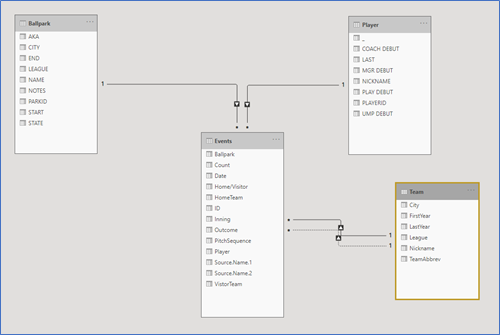 Ballpark
AKA
CITY
END
LEAGUE
NAME
NOTES
PARKID
START
STATE
Player
_
COACH DEBUT
LAST
MGR DEBUT
NICKNAME
PLAY DEBUT
PLAYERID
UMP DEBUT
1
1
*
*
Events
Ballpark
Count
Date
Home/Visitor
HomeTeam
ID
Inning
Outcome
PitchSequence
Player
Source.Name.1
Source.Name.2
VistorTeam
*
*
1
1
Team
City
FirstYear
LastYear
League
Nickname
TeamAbbrev